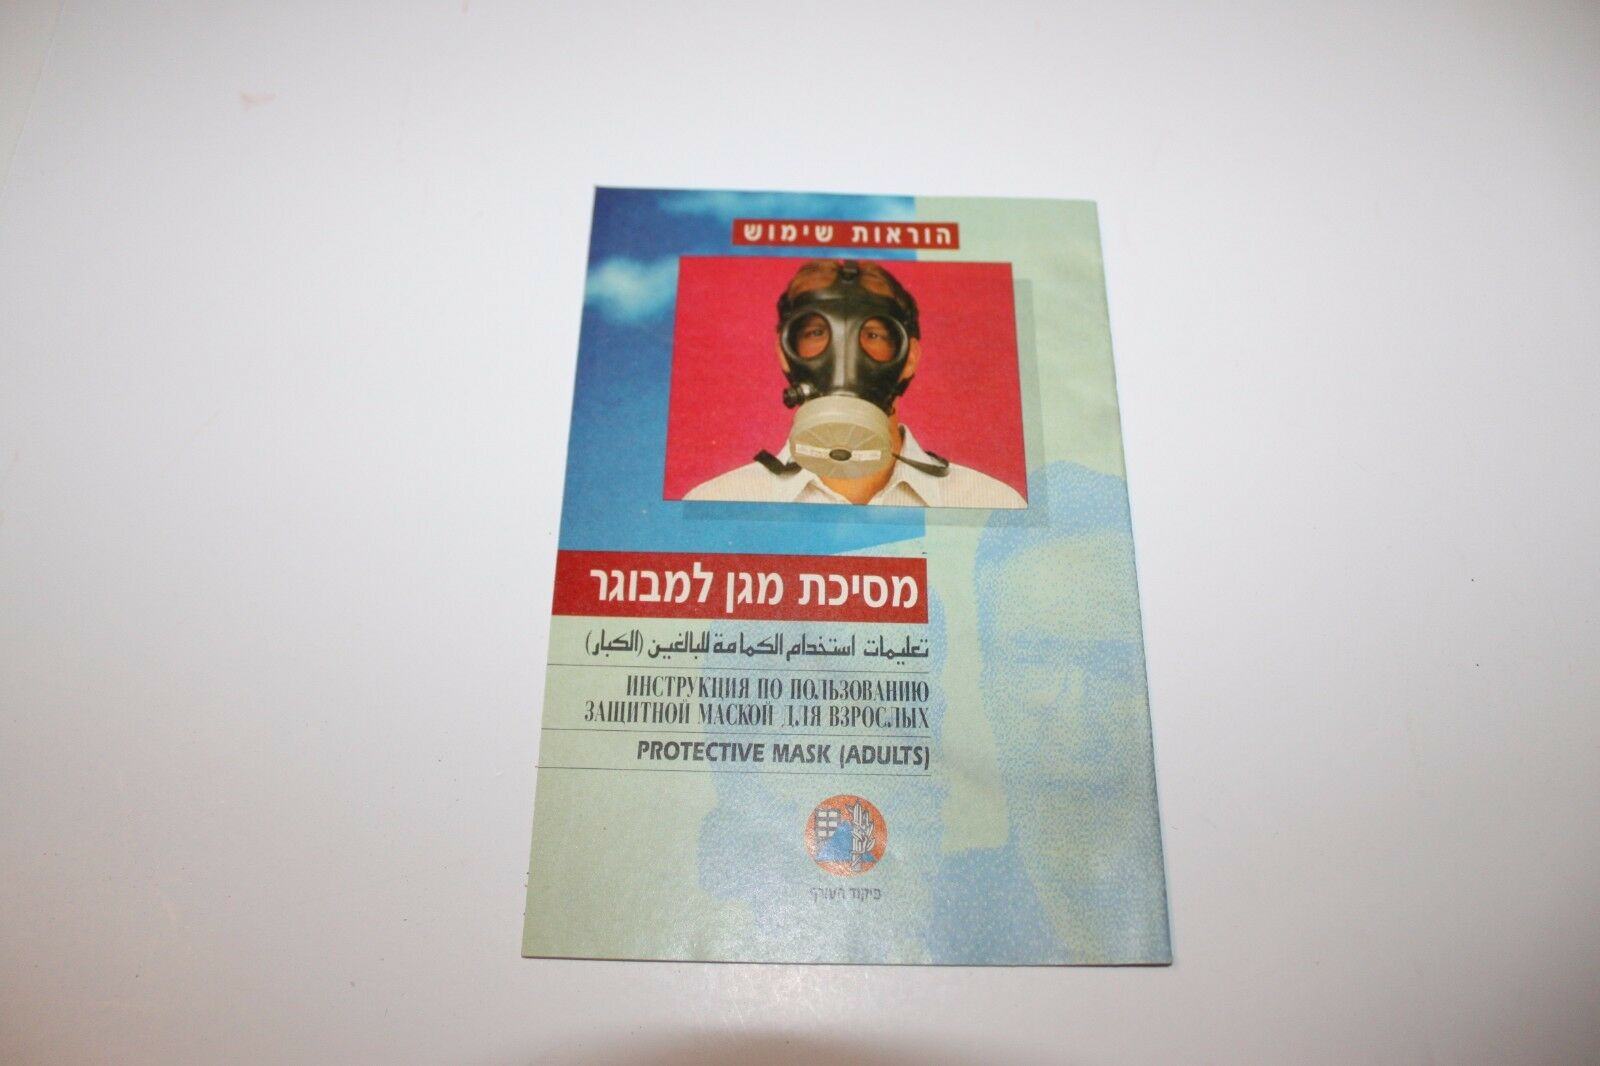 הוראות שימוש
מסיכת מגן למבוגר
تعليمات استخدام الكمامة للبالغين (الكبار)
ИНСТРУКЦИЯ ПО ПОЛЬЗОВАНИЮ
ЗАЩИТНОЙ МАСКОЙ ДЛЯ ВЗРОСЛЫХ
PROTECTIVE MASK (ADULTS)
פיקוד העורף